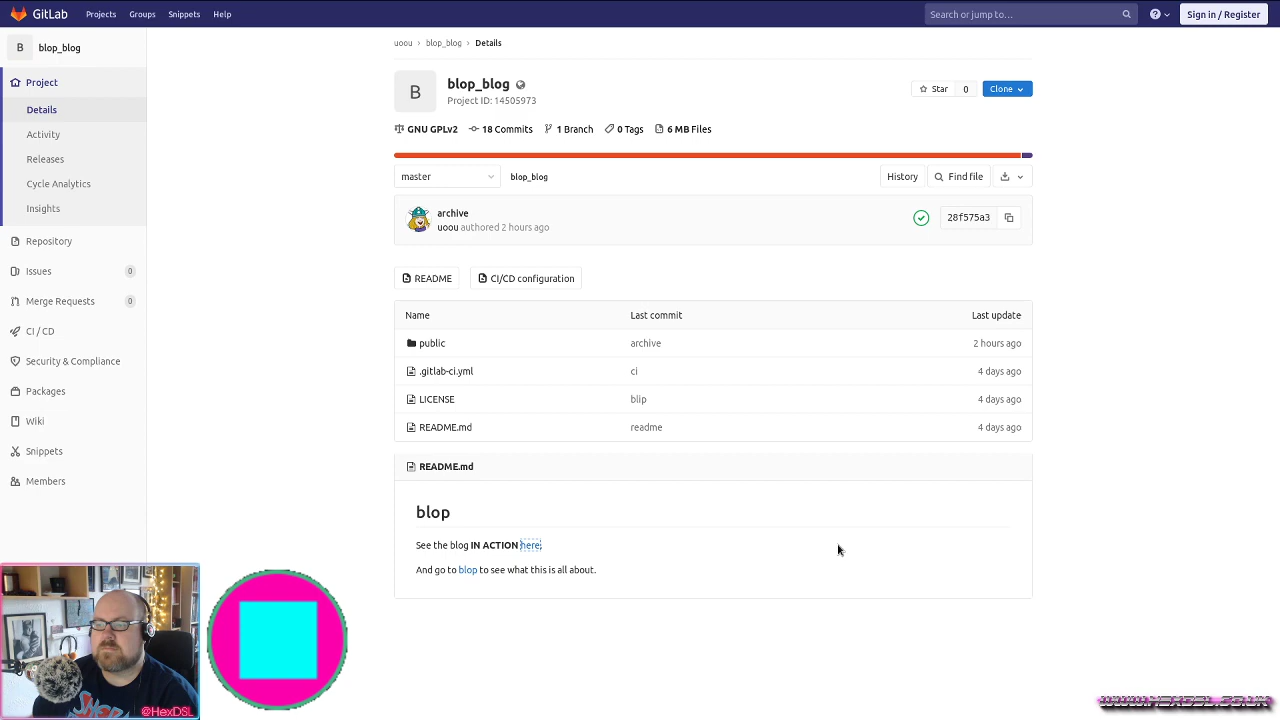 GitLab Projects Groups Snippets Help Search or jump to… Sign in / Register
B blop_blog
Project
Details
Activity
Releases
Cycle Analytics
Insights
Repository
Issues 0
Merge Requests 0
CI / CD
Security & Compliance
Packages
Wiki
Snippets
Members
uoou › blop_blog › Details
B
blop_blog
Project ID: 14505973
Star 0 Clone
GNU GPLv2 18 Commits 1 Branch 0 Tags 6 MB Files
master blop_blog History Find file
archive
uoou authored 2 hours ago
28f575a3
README CI/CD configuration
Name Last commit Last update
public archive 2 hours ago
.gitlab-ci.yml ci 4 days ago
LICENSE blip 4 days ago
README.md readme 4 days ago
README.md
blop
See the blog IN ACTION here.
And go to blop to see what this is all about.
@HexDSL
WWW.HEXDSL.CO.UK